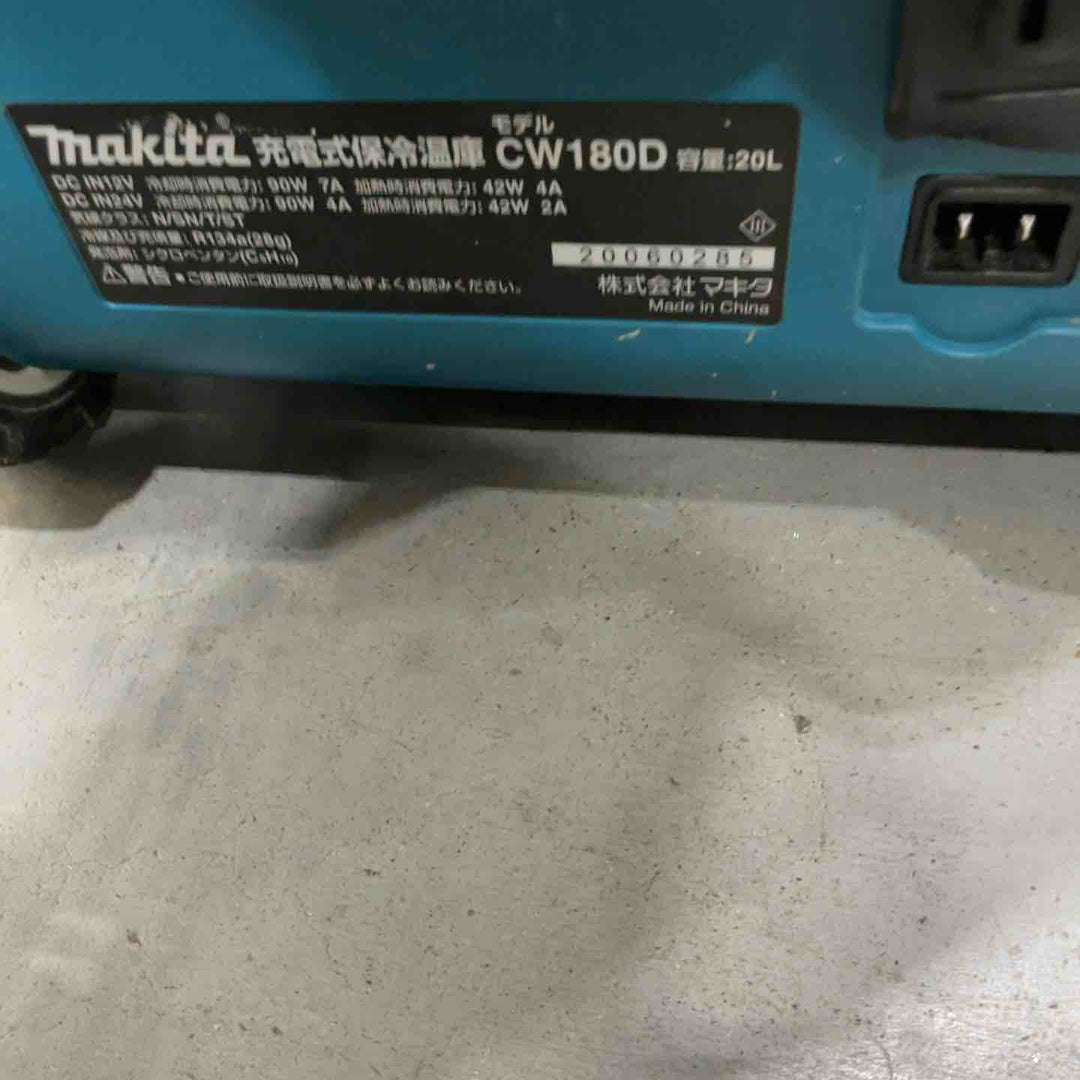 makita 充電式保冷温庫 モデル CW180D 容量:20L
DC IN12V 冷却時消費電力: 90W 7A 加熱時消費電力: 42W 4A
DC IN24V 冷却時消費電力: 90W 4A 加熱時消費電力: 42W 2A
気候クラス: N/SN/T/ST
冷媒及び充填量: R134a(28g)
発泡剤: シクロペンタン(C₅H₁₀)
20060285
⚠警告 ●ご使用前に取扱説明書を必ずよくお読みください。
株式会社 マキタ
Made in China